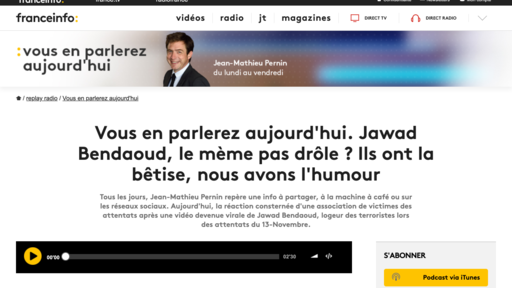 franceinfo:
vidéos
radio
jt
magazines
DIRECT TV
DIRECT RADIO
:vous en parlerez
aujourd'hui
Jean-Mathieu Pernin
du lundi au vendredi
/ replay radio / Vous en parlerez aujourd'hui
Vous en parlerez aujourd'hui. Jawad
Bendaoud, le mème pas drôle ? Ils ont la
bêtise, nous avons l'humour
Tous les jours, Jean-Mathieu Pernin repère une info à partager, à la machine à café ou sur
les réseaux sociaux. Aujourd'hui, la réaction consternée d'une association de victimes des
attentats après une vidéo devenue virale de Jawad Bendaoud, logeur des terroristes lors
des attentats du 13-Novembre.
00'00
02'30
S'ABONNER
Podcast via iTunes